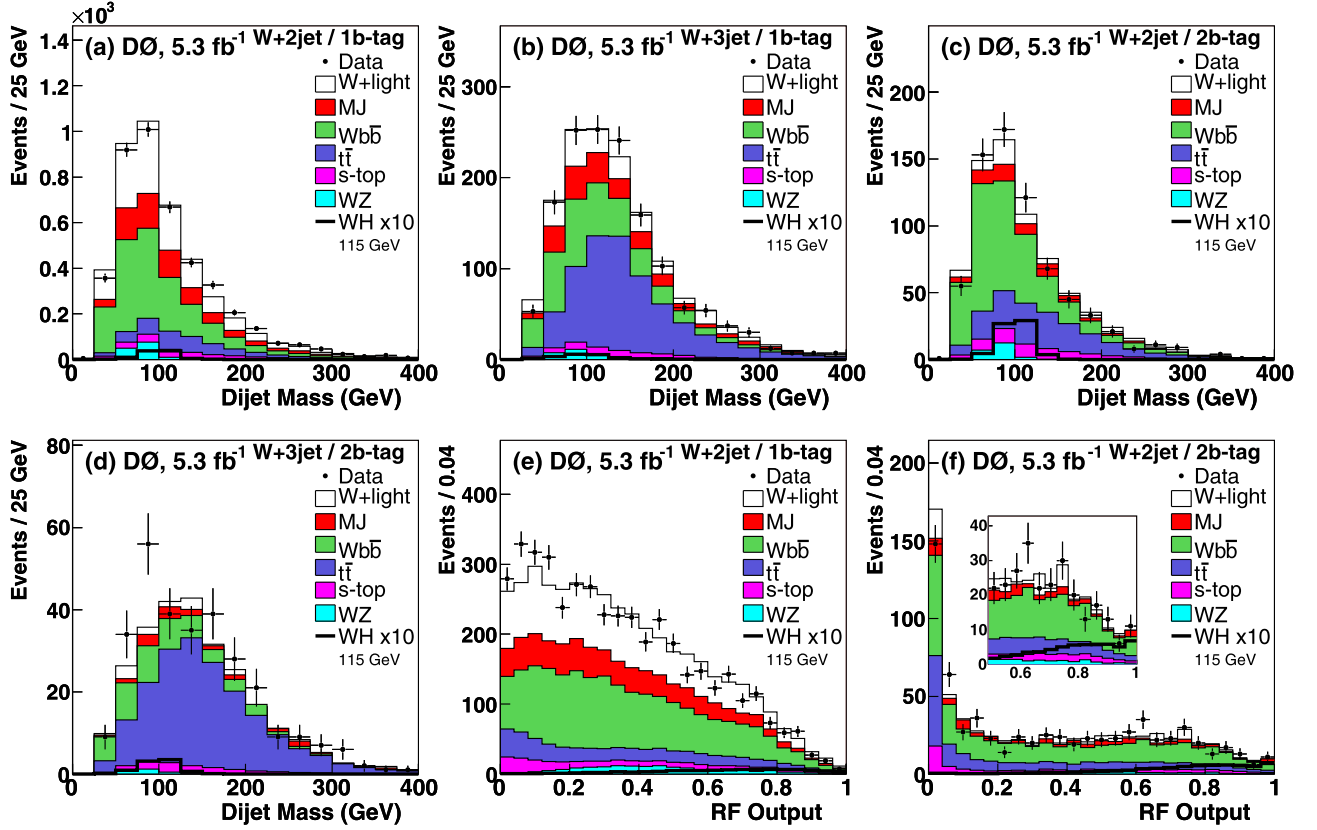 ×10³
(a) DØ, 5.3 fb⁻¹ W+2jet / 1b-tag
Data
W+light
MJ
Wbb̅
tt̅
s-top
WZ
WH x10
115 GeV
Events / 25 GeV
1.4
1.2
1
0.8
0.6
0.4
0.2
0
0 100 200 300 400
Dijet Mass (GeV)
(b) DØ, 5.3 fb⁻¹ W+3jet / 1b-tag
Data
W+light
MJ
Wbb̅
tt̅
s-top
WZ
WH x10
115 GeV
Events / 25 GeV
300
200
100
0
0 100 200 300 400
Dijet Mass (GeV)
(c) DØ, 5.3 fb⁻¹ W+2jet / 2b-tag
Data
W+light
MJ
Wbb̅
tt̅
s-top
WZ
WH x10
115 GeV
Events / 25 GeV
200
150
100
50
0
0 100 200 300 400
Dijet Mass (GeV)
(d) DØ, 5.3 fb⁻¹ W+3jet / 2b-tag
Data
W+light
MJ
Wbb̅
tt̅
s-top
WZ
WH x10
115 GeV
Events / 25 GeV
80
60
40
20
0
0 100 200 300 400
Dijet Mass (GeV)
(e) DØ, 5.3 fb⁻¹ W+2jet / 1b-tag
Data
W+light
MJ
Wbb̅
tt̅
s-top
WZ
WH x10
115 GeV
Events / 0.04
400
300
200
100
0
0 0.2 0.4 0.6 0.8 1
RF Output
(f) DØ, 5.3 fb⁻¹ W+2jet / 2b-tag
Data
W+light
MJ
Wbb̅
tt̅
s-top
WZ
WH x10
115 GeV
Events / 0.04
200
150
100
50
0
40
30
20
10
0
0.6 0.8 1
0 0.2 0.4 0.6 0.8 1
RF Output